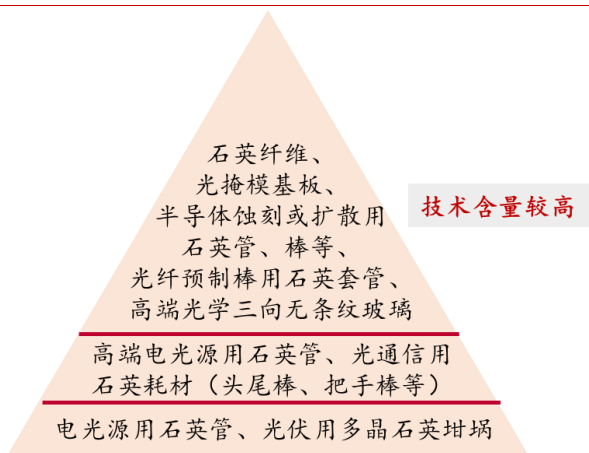 石英纤维、
光掩模基板、
半导体蚀刻或扩散用
石英管、棒等、
光纤预制棒用石英套管、
高端光学三向无条纹玻璃
技术含量较高
高端电光源用石英管、光通信用
石英耗材（头尾棒、把手棒等）
电光源用石英管、光伏用多晶石英坩埚